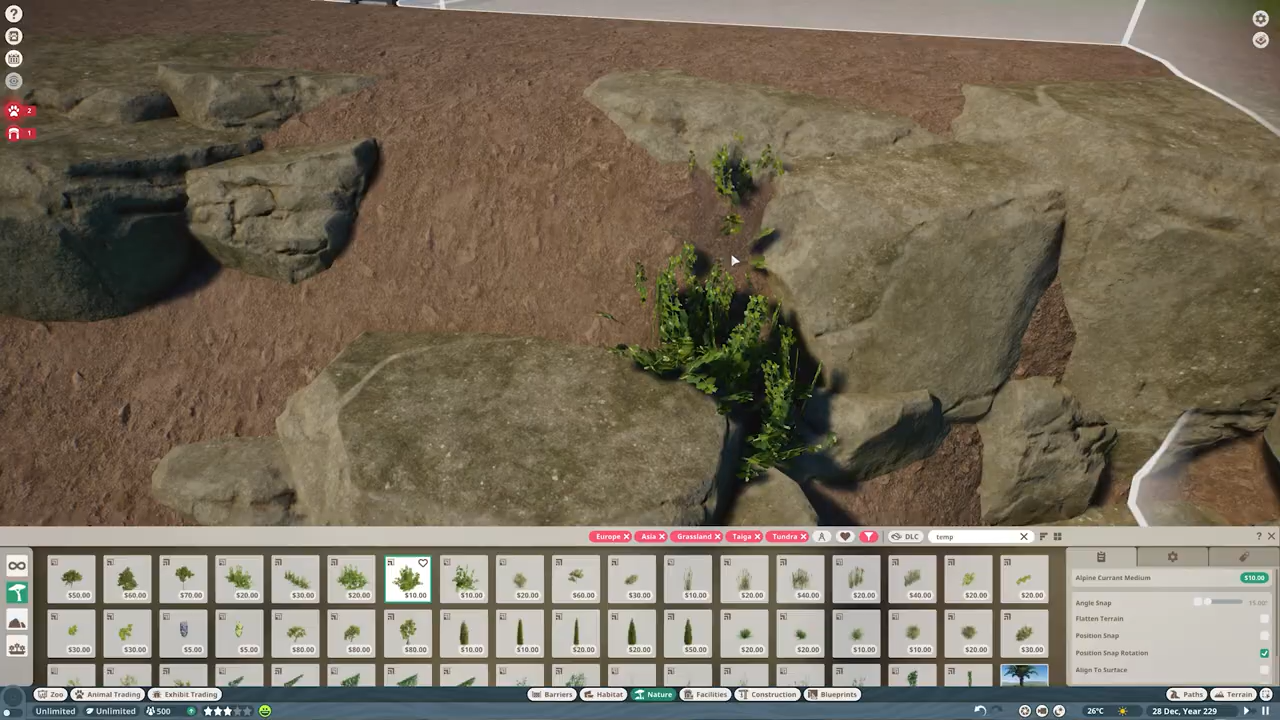 ?
2
1
Europe × Asia × Grassland × Taiga × Tundra × DLC temp × ? ×
$50.00 $60.00 $70.00 $20.00 $30.00 $20.00 $10.00 $10.00 $20.00 $60.00 $30.00 $20.00 $20.00 $40.00 $20.00 $40.00 $20.00 $20.00
$30.00 $30.00 $5.00 $5.00 $80.00 $80.00 $80.00 $10.00 $10.00 $20.00 $20.00 $50.00 $20.00 $20.00 $10.00 $20.00 $20.00 $30.00
Alpine Currant Medium $10.00
Angle Snap 15.00°
Flatten Terrain
Position Snap
Position Snap Rotation
Align To Surface
Zoo Animal Trading Exhibit Trading Barriers Habitat Nature Facilities Construction Blueprints Paths Terrain
Unlimited Unlimited 500 26°C 28 Dec, Year 229